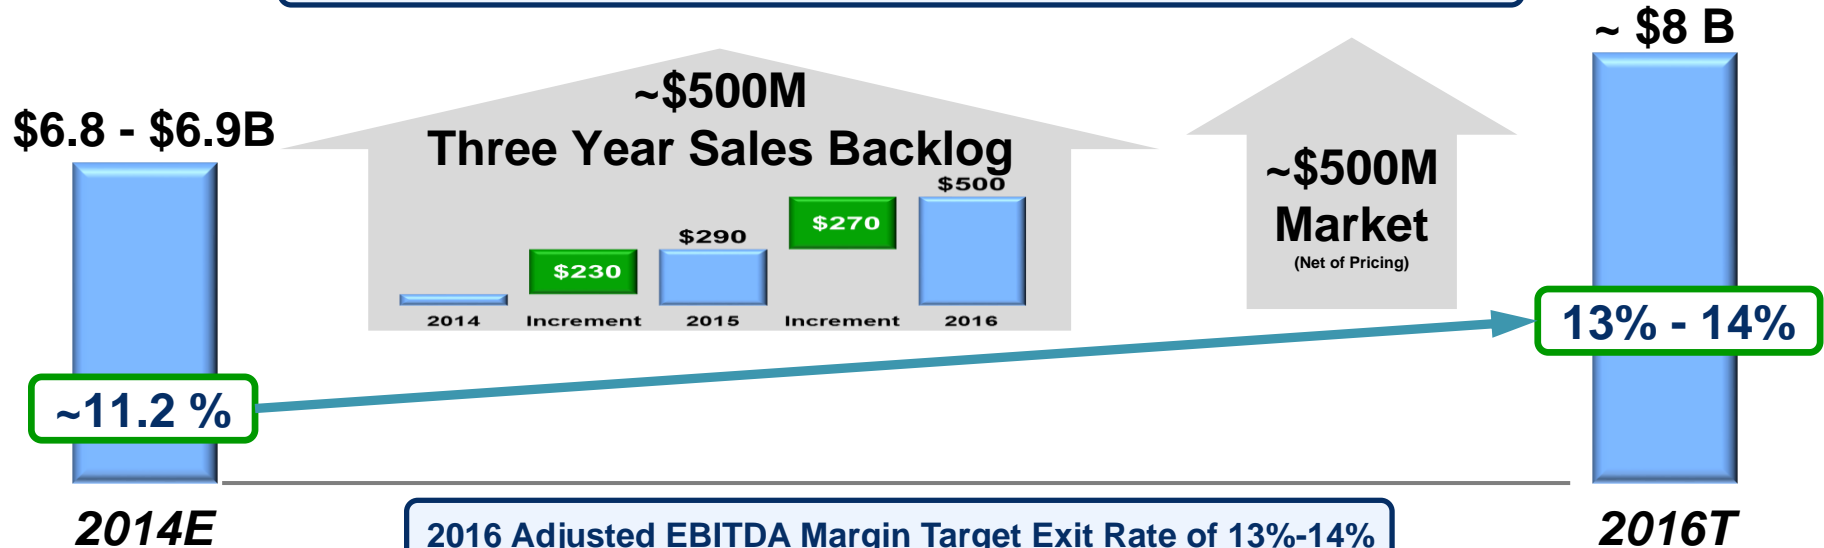 ~ $8 B
$6.8 - $6.9B
~$500M
Three Year Sales Backlog
$500
$270
$290
$230
2014 Increment 2015 Increment 2016
~$500M
Market
(Net of Pricing)
13% - 14%
~11.2 %
2014E
2016T
2016 Adjusted EBITDA Margin Target Exit Rate of 13%-14%